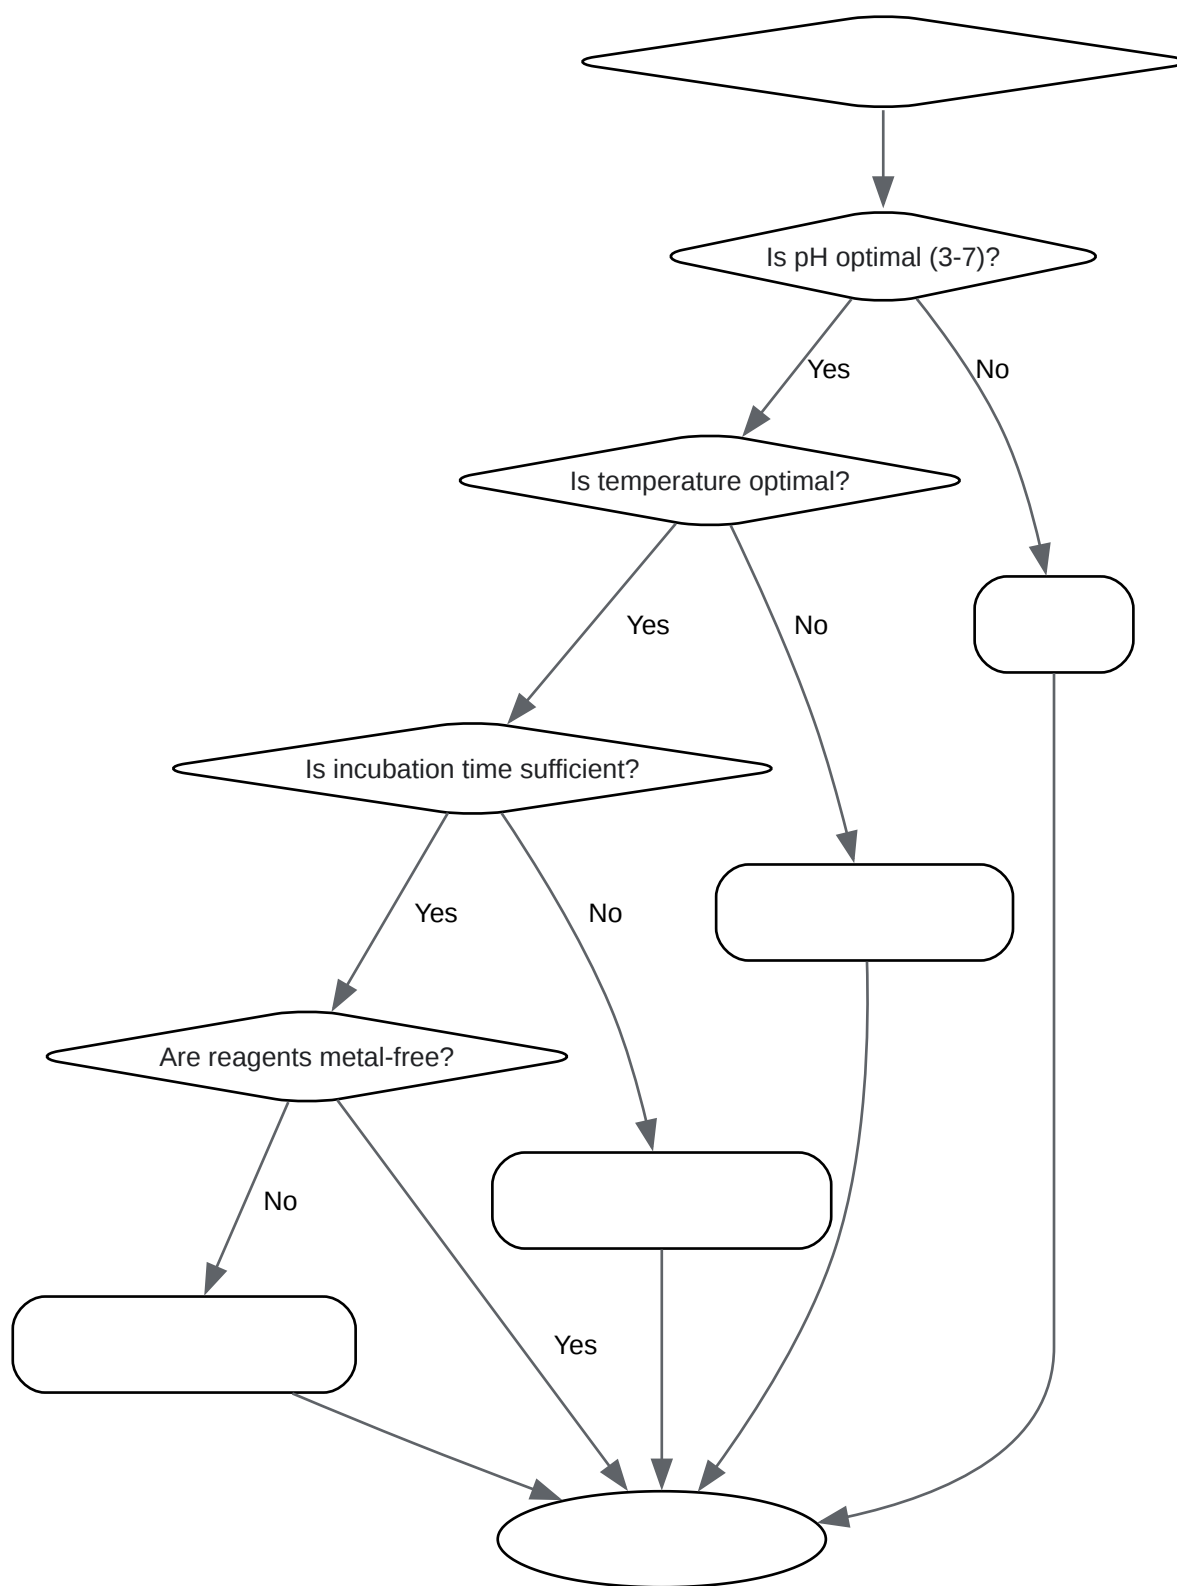 Is pH optimal (3-7)?
Yes
No
Is temperature optimal?
Yes
No
Is incubation time sufficient?
Yes
No
Are reagents metal-free?
No
Yes